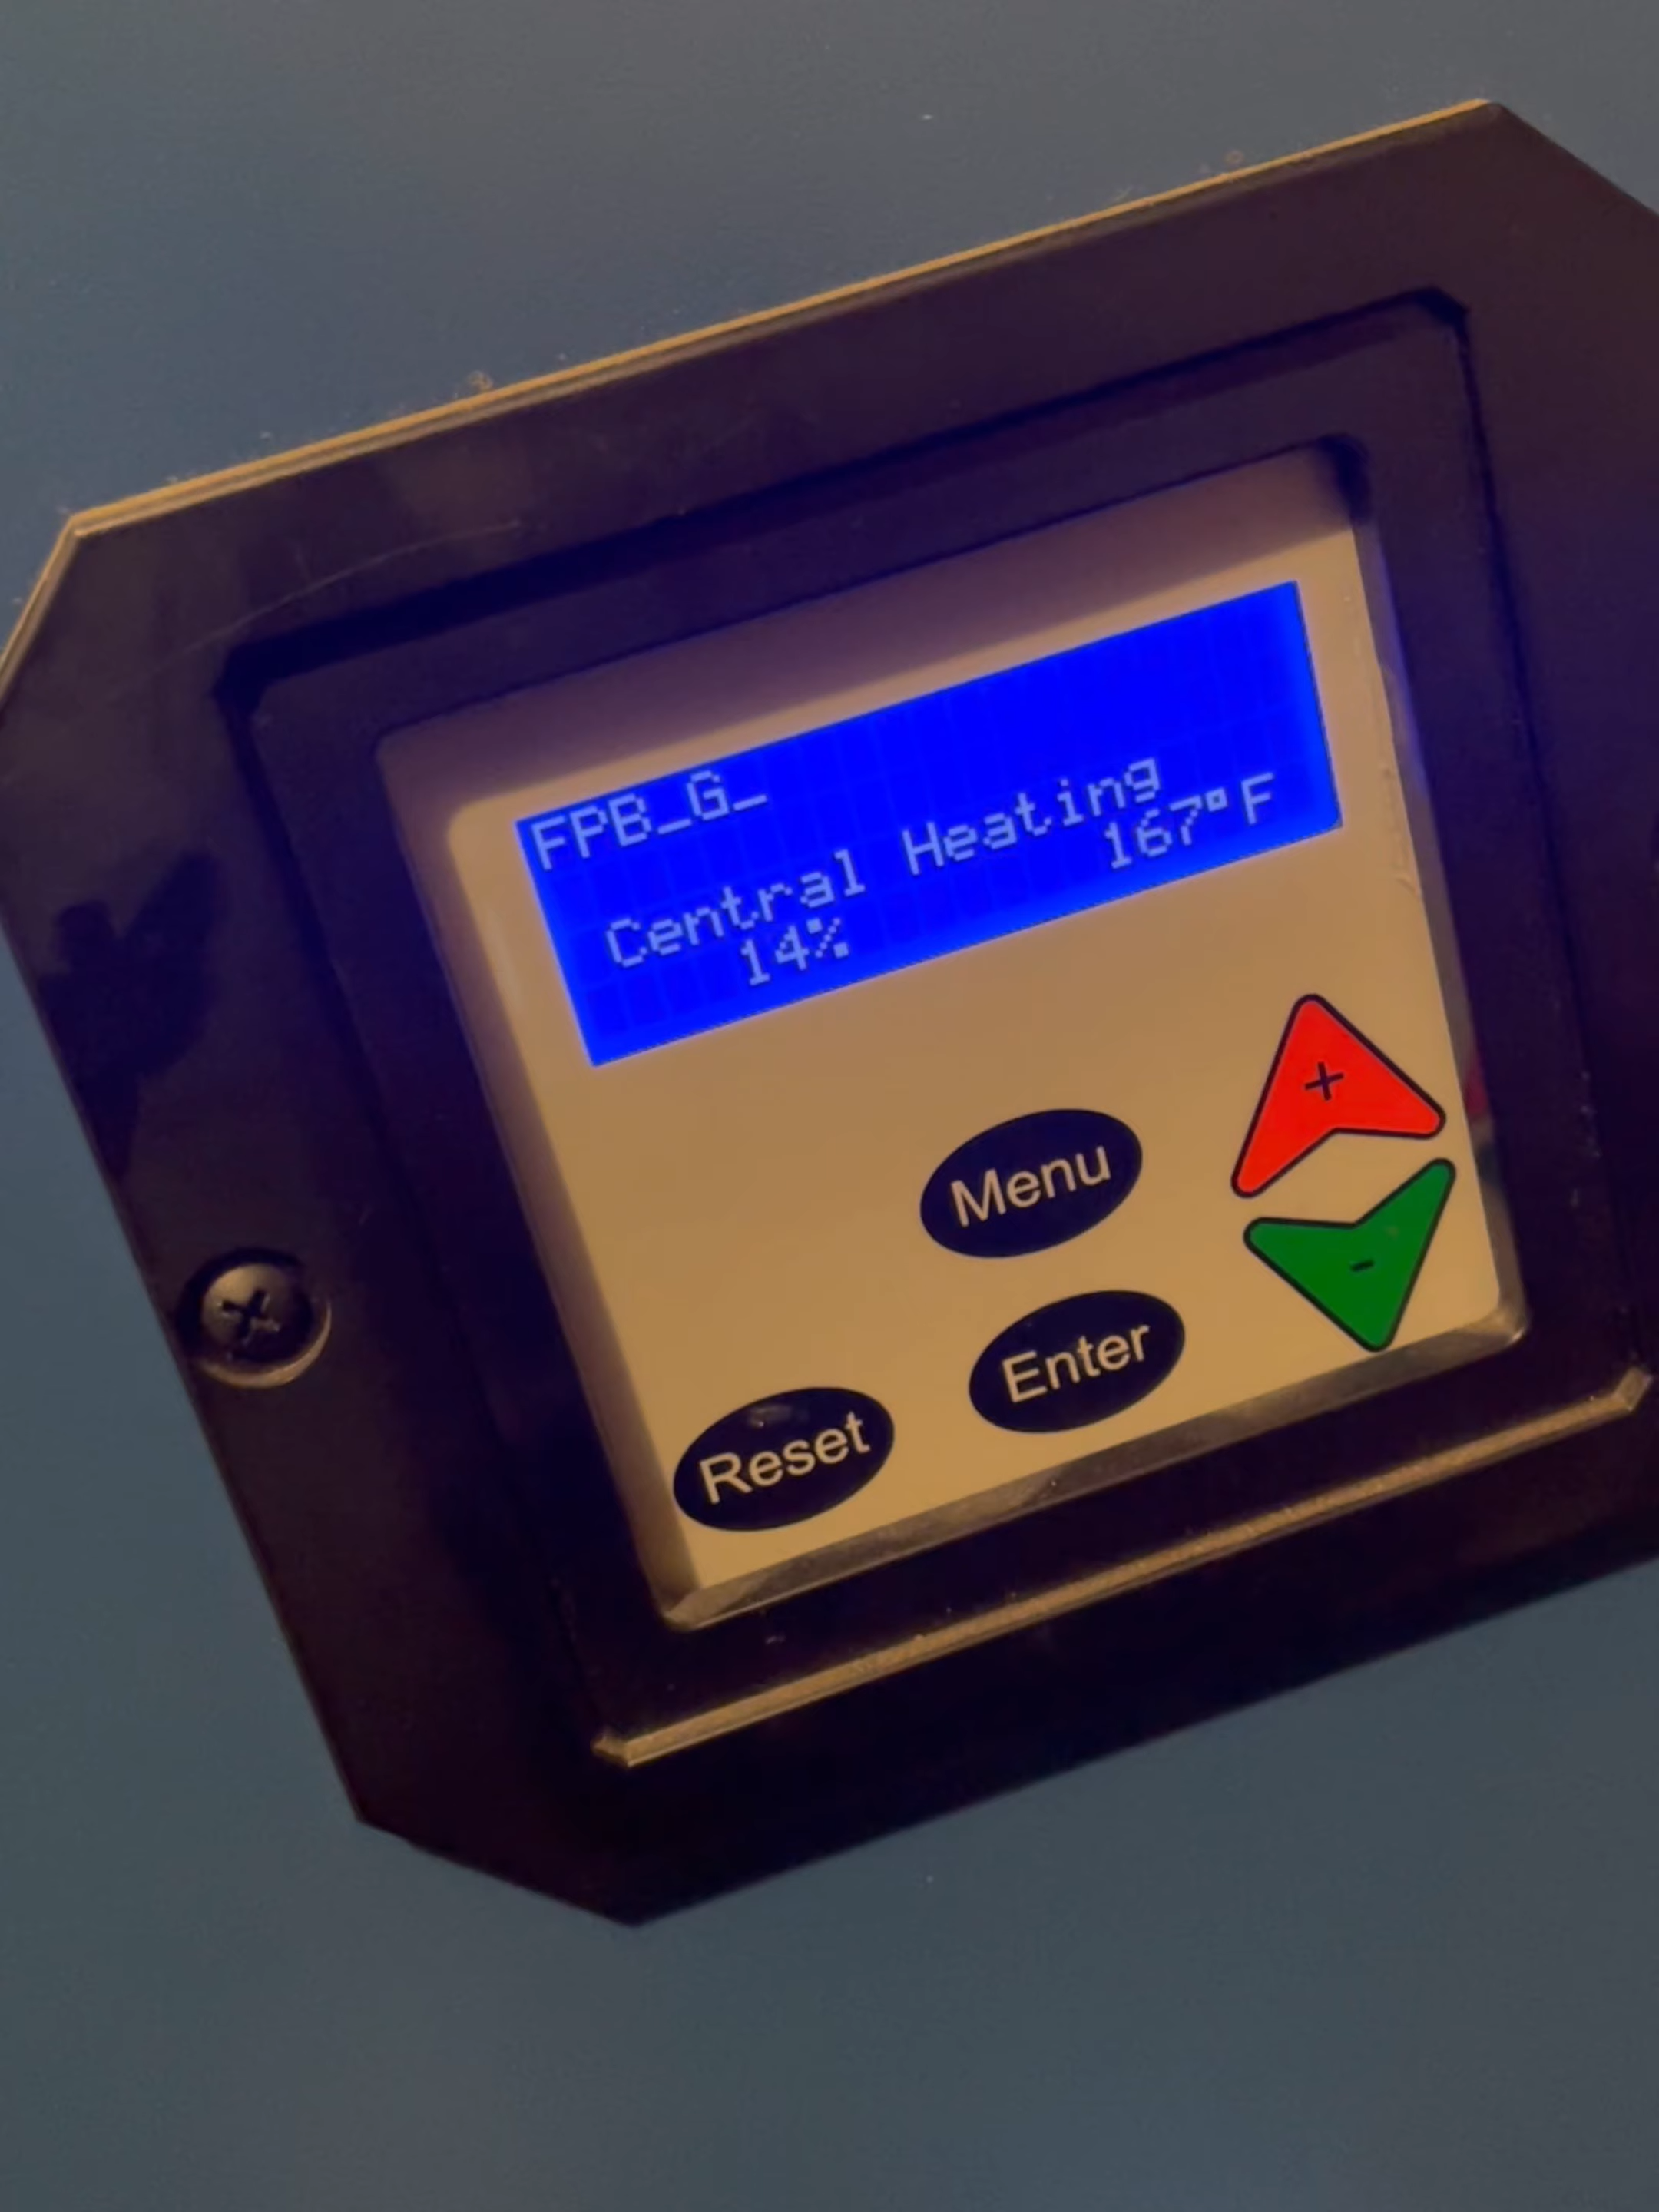 FPB_G_
Central Heating
14% 167°F
+
Menu
-
Enter
Reset